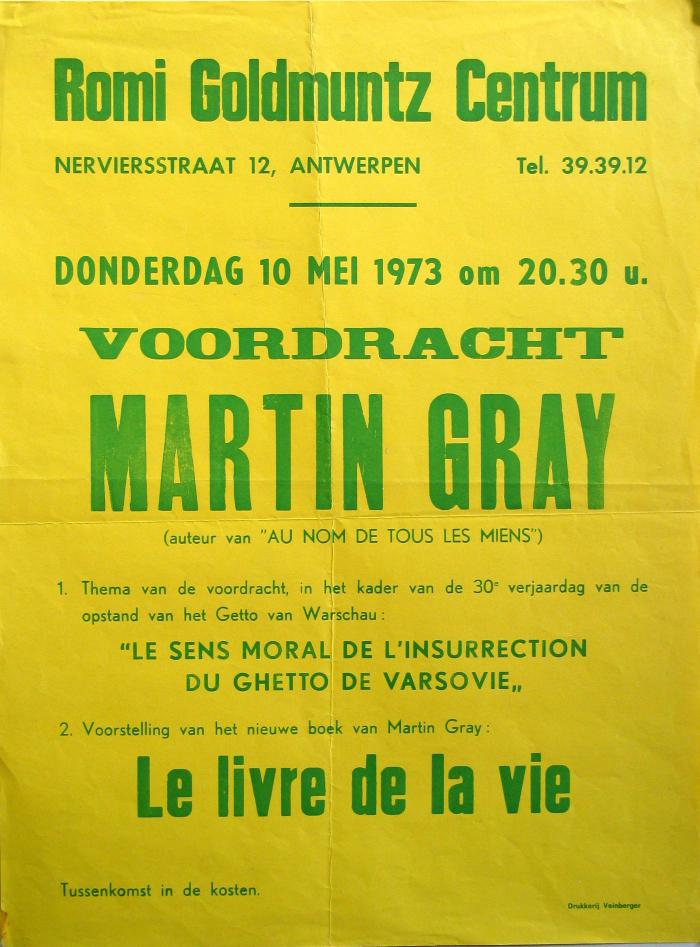 Romi Goldmuntz Centrum
NERVIERSSTRAAT 12, ANTWERPEN Tel. 39.39.12
DONDERDAG 10 MEI 1973 om 20.30 u.
VOORDRACHT
MARTIN GRAY
(auteur van "AU NOM DE TOUS LES MIENS")
1. Thema van de voordracht, in het kader van de 30e verjaardag van de
opstand van het Getto van Warschau :
"LE SENS MORAL DE L'INSURRECTION
DU GHETTO DE VARSOVIE„
2. Voorstelling van het nieuwe boek van Martin Gray :
Le livre de la vie
Tussenkomst in de kosten.
Drukkerij Veinberger